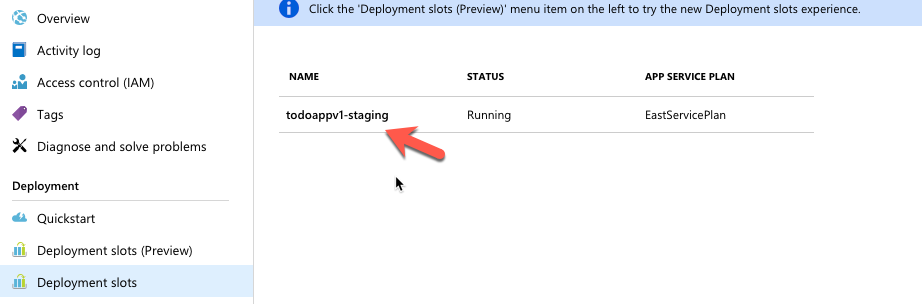 Overview
Activity log
Access control (IAM)
Tags
Diagnose and solve problems
Deployment
Quickstart
Deployment slots (Preview)
Deployment slots
Click the 'Deployment slots (Preview)' menu item on the left to try the new Deployment slots experience.
NAME STATUS APP SERVICE PLAN
todoappv1-staging Running EastServicePlan